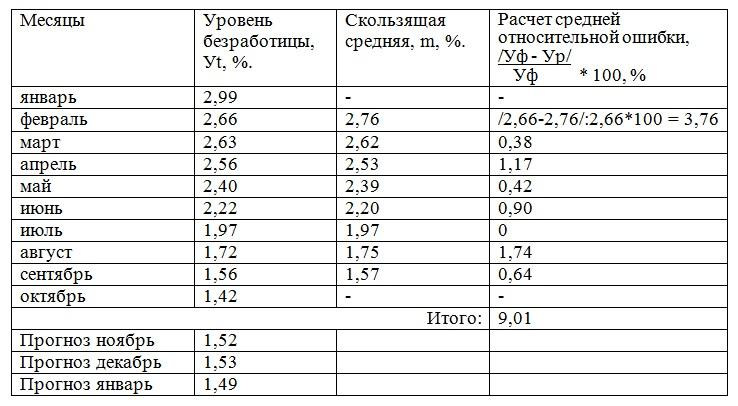 Месяцы Уровень Скользящая Расчет средней
безработицы, средняя, m, %. относительной ошибки,
Уt, %. /Уф - Ур/
Уф * 100, %
январь 2,99 - -
февраль 2,66 2,76 /2,66-2,76/:2,66*100 = 3,76
март 2,63 2,62 0,38
апрель 2,56 2,53 1,17
май 2,40 2,39 0,42
июнь 2,22 2,20 0,90
июль 1,97 1,97 0
август 1,72 1,75 1,74
сентябрь 1,56 1,57 0,64
октябрь 1,42 - -
Итого: 9,01
Прогноз ноябрь 1,52
Прогноз декабрь 1,53
Прогноз январь 1,49